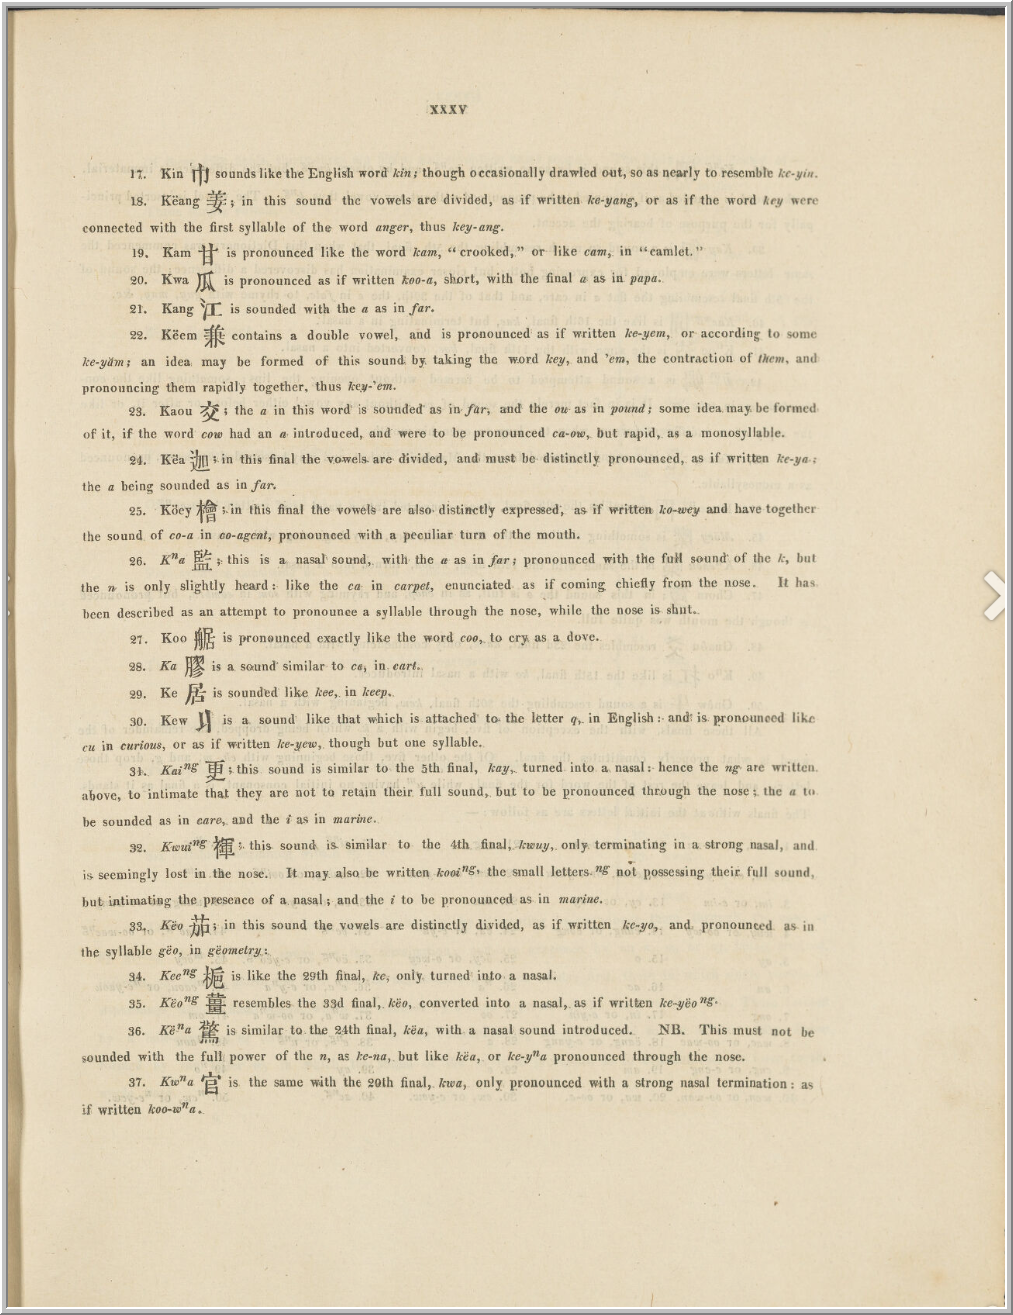 XXXV
17. Kin 巾 sounds like the English word kin; though occasionally drawled out, so as nearly to resemble ke-yin.
18. Këang 姜; in this sound the vowels are divided, as if written ke-yang, or as if the word key were
connected with the first syllable of the word anger, thus key-ang.
19. Kam 甘 is pronounced like the word kam, “crooked,” or like cam, in “camlet.”
20. Kwa 瓜 is pronounced as if written koo-a, short, with the final a as in papa.
21. Kang 江 is sounded with the a as in far.
22. Këem 兼 contains a double vowel, and is pronounced as if written ke-yem, or according to some
ke-yăm; an idea may be formed of this sound by taking the word key, and 'em, the contraction of them, and
pronouncing them rapidly together, thus key-'em.
23. Kaou 交; the a in this word is sounded as in far, and the ou as in pound; some idea may be formed
of it, if the word cow had an a introduced, and were to be pronounced ca-ow, but rapid, as a monosyllable.
24. Këa 迦; in this final the vowels are divided, and must be distinctly pronounced, as if written ke-ya;
the a being sounded as in far.
25. Köey 檜; in this final the vowels are also distinctly expressed, as if written ko-wey and have together
the sound of co-a in co-agent, pronounced with a peculiar turn of the mouth.
26. Kⁿa 監; this is a nasal sound, with the a as in far; pronounced with the full sound of the k, but
the n is only slightly heard: like the ca in carpet, enunciated as if coming chiefly from the nose. It has
been described as an attempt to pronounce a syllable through the nose, while the nose is shut.
27. Koo is pronounced exactly like the word coo, to cry as a dove.
28. Ka 膠 is a sound similar to ca, in cart.
29. Ke 居 is sounded like kee, in keep.
30. Kew 丩 is a sound like that which is attached to the letter q, in English: and is pronounced like
cu in curious, or as if written ke-yew, though but one syllable.
31. Kaiⁿᵍ 更; this sound is similar to the 5th final, kay, turned into a nasal: hence the ng are written
above, to intimate that they are not to retain their full sound, but to be pronounced through the nose; the a to
be sounded as in care, and the i as in marine.
32. Kwuiⁿᵍ 褌; this sound is similar to the 4th final, kwuy, only terminating in a strong nasal, and
is seemingly lost in the nose. It may also be written kooiⁿᵍ, the small letters ⁿᵍ not possessing their full sound,
but intimating the presence of a nasal; and the i to be pronounced as in marine.
33. Këo 茄; in this sound the vowels are distinctly divided, as if written ke-yo, and pronounced as in
the syllable gëo, in gëometry:
34. Keeⁿᵍ 梔 is like the 29th final, ke, only turned into a nasal.
35. Këoⁿᵍ 薑 resembles the 33d final, këo, converted into a nasal, as if written ke-yëoⁿᵍ.
36. Këⁿa 驚 is similar to the 24th final, këa, with a nasal sound introduced. NB. This must not be
sounded with the full power of the n, as ke-na, but like këa, or ke-yⁿa pronounced through the nose.
37. Kwⁿa 官 is the same with the 20th final, kwa, only pronounced with a strong nasal termination: as
if written koo-wⁿa.